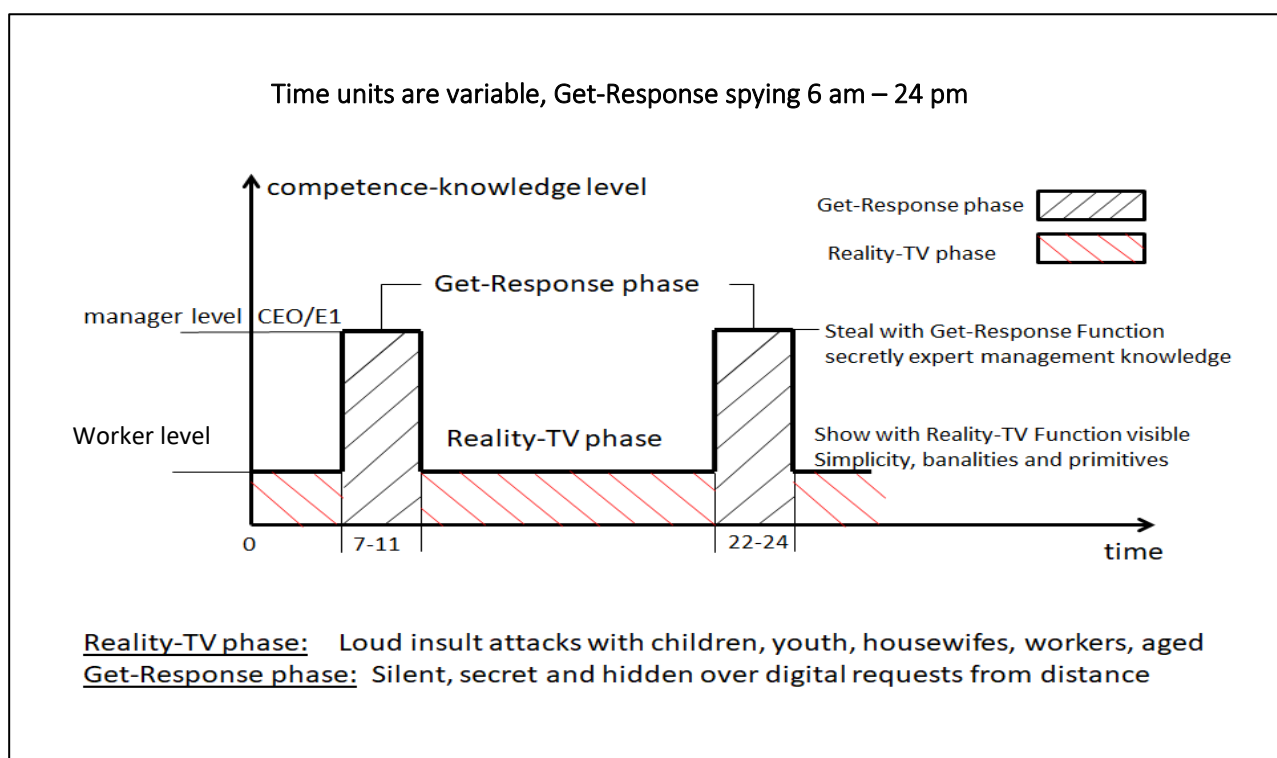 Time units are variable, Get-Response spying 6 am – 24 pm
competence-knowledge level
Get-Response phase
Reality-TV phase
Get-Response phase
manager level CEO/E1
Steal with Get-Response Function
secretly expert management knowledge
Worker level
Reality-TV phase
Show with Reality-TV Function visible
Simplicity, banalities and primitives
0
7-11
22-24
time
Reality-TV phase: Loud insult attacks with children, youth, housewifes, workers, aged
Get-Response phase: Silent, secret and hidden over digital requests from distance